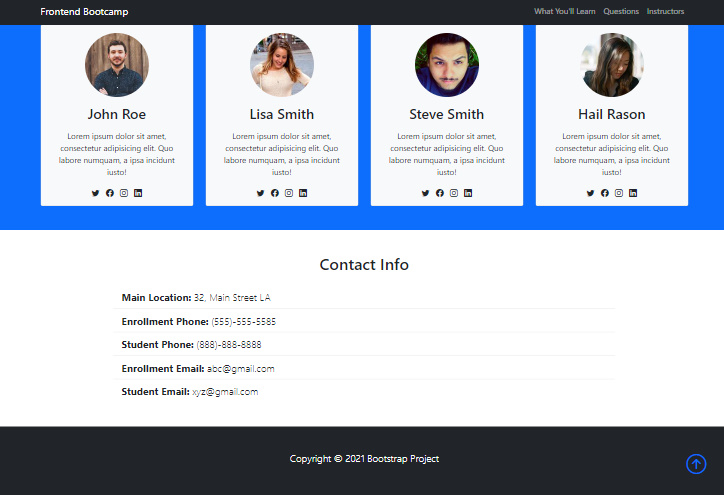 Frontend Bootcamp
What You'll Learn Questions Instructors
John Roe
Lorem ipsum dolor sit amet,
consectetur adipisicing elit. Quo
labore numquam, a ipsa incidunt
iusto!
Lisa Smith
Lorem ipsum dolor sit amet,
consectetur adipisicing elit. Quo
labore numquam, a ipsa incidunt
iusto!
Steve Smith
Lorem ipsum dolor sit amet,
consectetur adipisicing elit. Quo
labore numquam, a ipsa incidunt
iusto!
Hail Rason
Lorem ipsum dolor sit amet,
consectetur adipisicing elit. Quo
labore numquam, a ipsa incidunt
iusto!
Contact Info
Main Location: 32, Main Street LA
Enrollment Phone: (555)-555-5585
Student Phone: (888)-888-8888
Enrollment Email: abc@gmail.com
Student Email: xyz@gmail.com
Copyright © 2021 Bootstrap Project